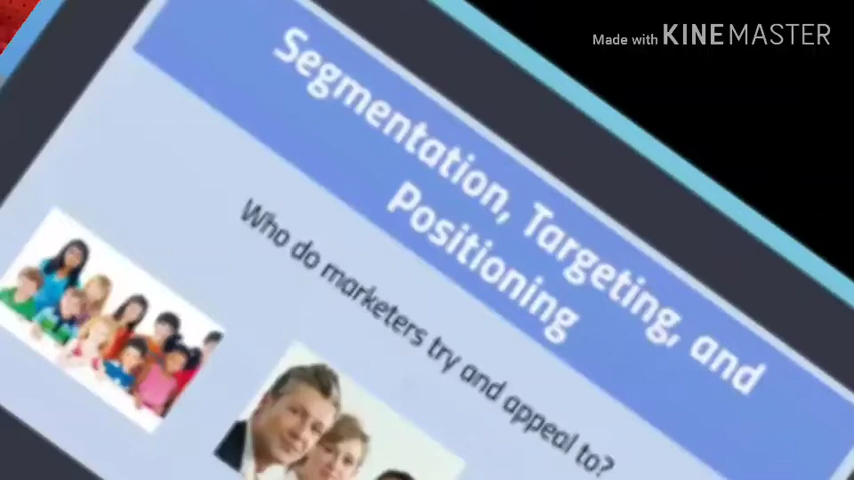 Made with KINEMASTER
Segmentation, Targeting, and
Positioning
Who do marketers try and appeal to?